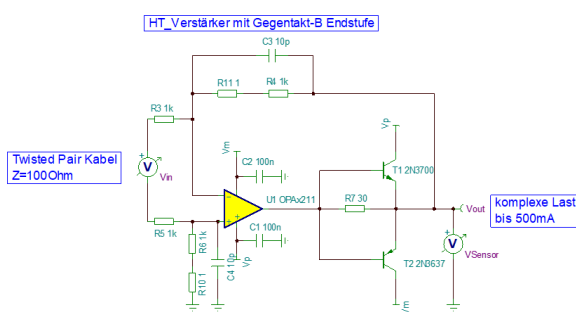 HT_Verstärker mit Gegentakt-B Endstufe
C3 10p
R11 1
R4 1k
R3 1k
Vp
Vm
C2 100n
Twisted Pair Kabel
Z=100Ohm
+
V
Vin
U1 OPAx211
T1 2N3700
R7 30
Vout
komplexe Last
bis 500mA
R5 1k
R6 1k
C4 10p
C1 100n
Vp
+
V
VSensor
T2 2N3637
R10 1
Vm